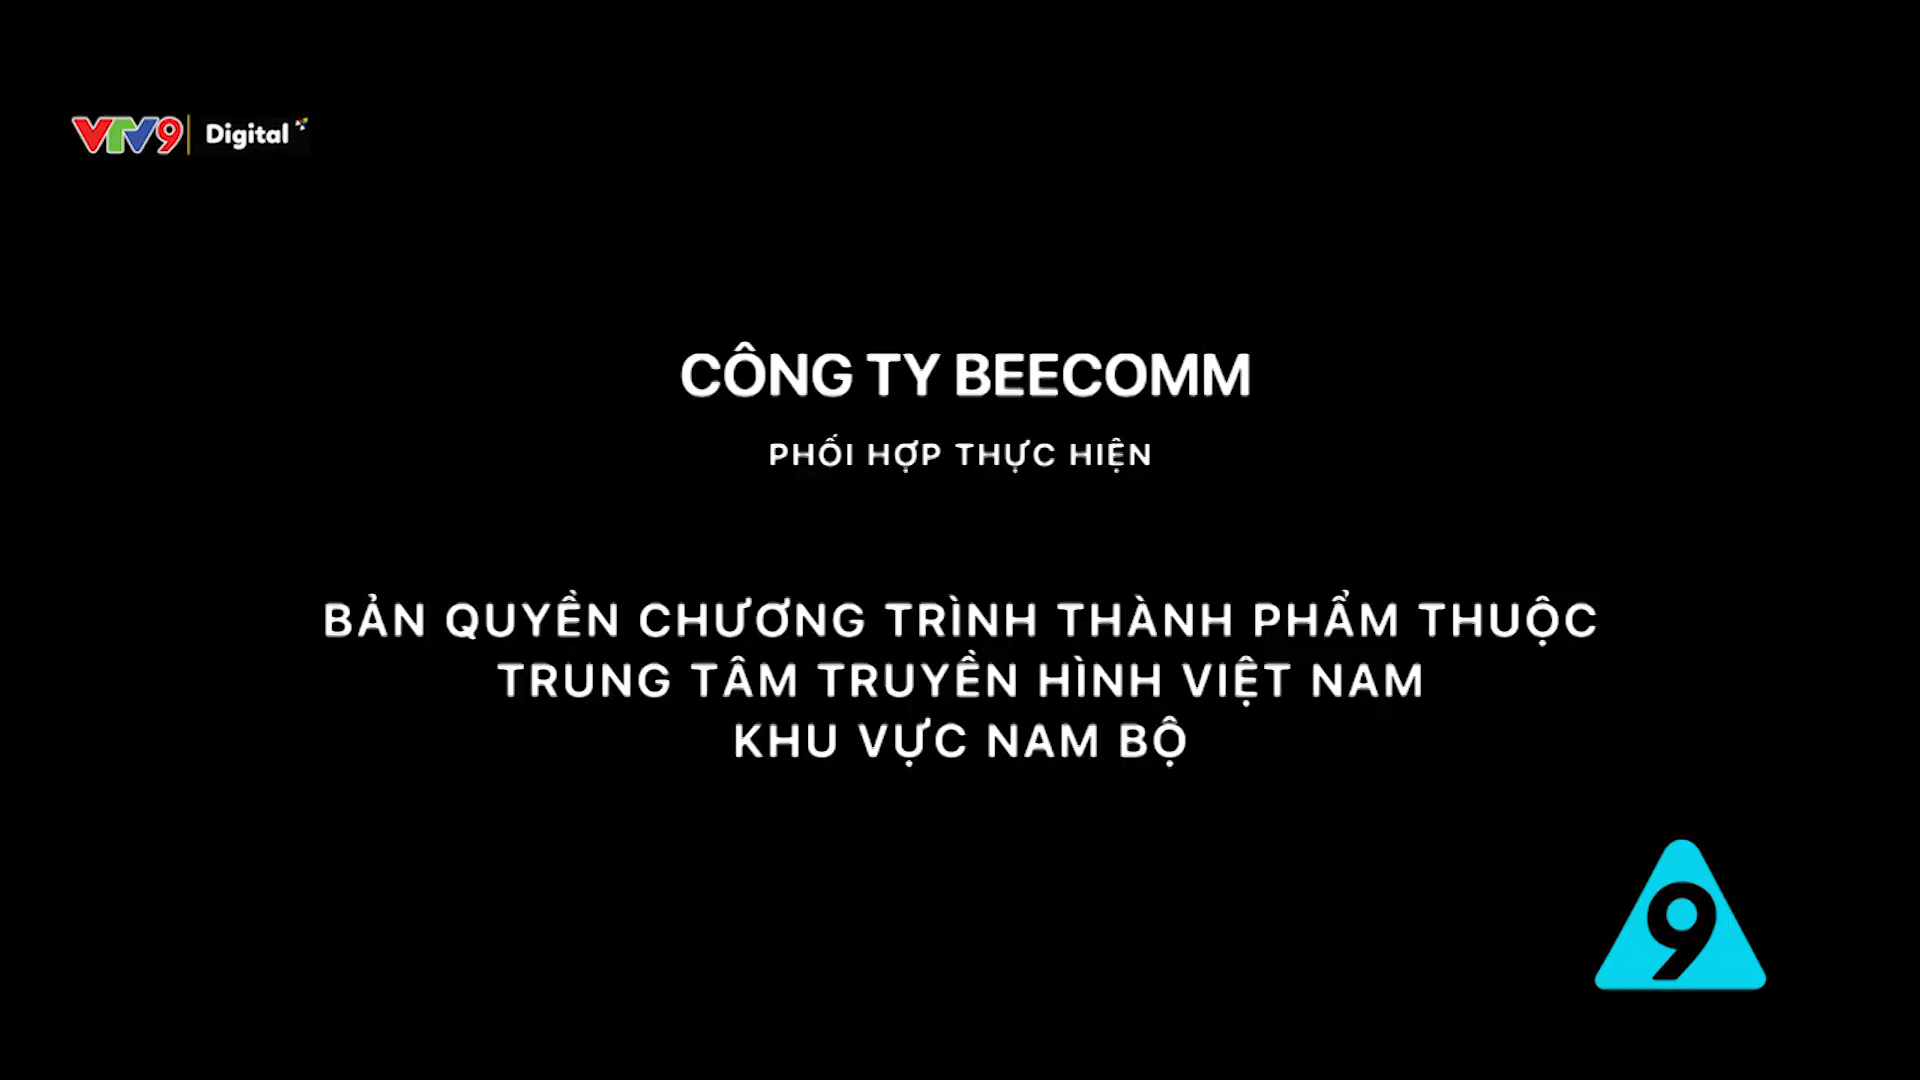 VTV9 Digital
CÔNG TY BEECOMM
PHỐI HỢP THỰC HIỆN
BẢN QUYỀN CHƯƠNG TRÌNH THÀNH PHẨM THUỘC
TRUNG TÂM TRUYỀN HÌNH VIỆT NAM
KHU VỰC NAM BỘ
9